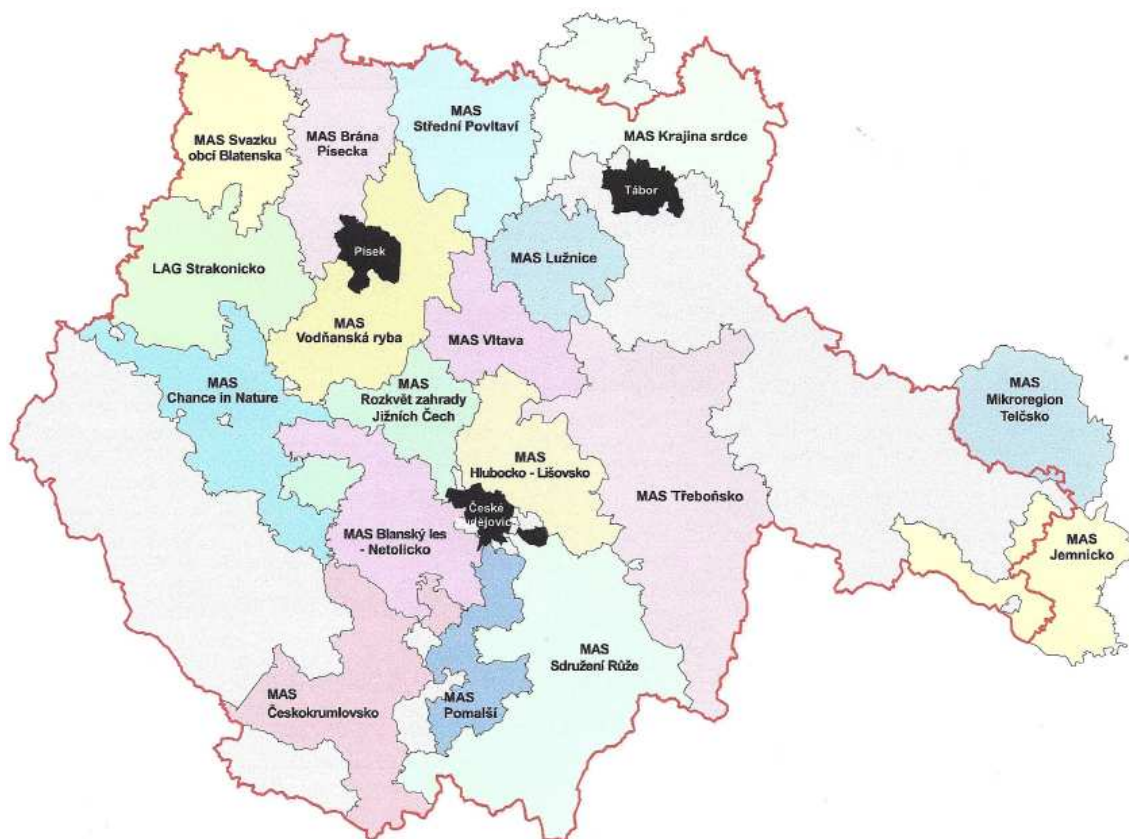 MAS
Střední Povltaví
MAS Krajina srdce
MAS Svazku
obcí Blatenska
MAS Brána
Písecka
Tábor
Písek
LAG Strakonicko
MAS Lužnice
MAS
Vodňanská ryba
MAS Vltava
MAS
Chance in Nature
MAS
Rozkvět zahrady
Jižních Čech
MAS
Mikroregion
Telčsko
MAS
Hlubocko - Lišovsko
MAS Třeboňsko
České
MAS Blanský les
- Netolicko
MAS
Jemnicko
MAS
Sdružení Růže
MAS
Českokrumlovsko
MAS
Pomalší